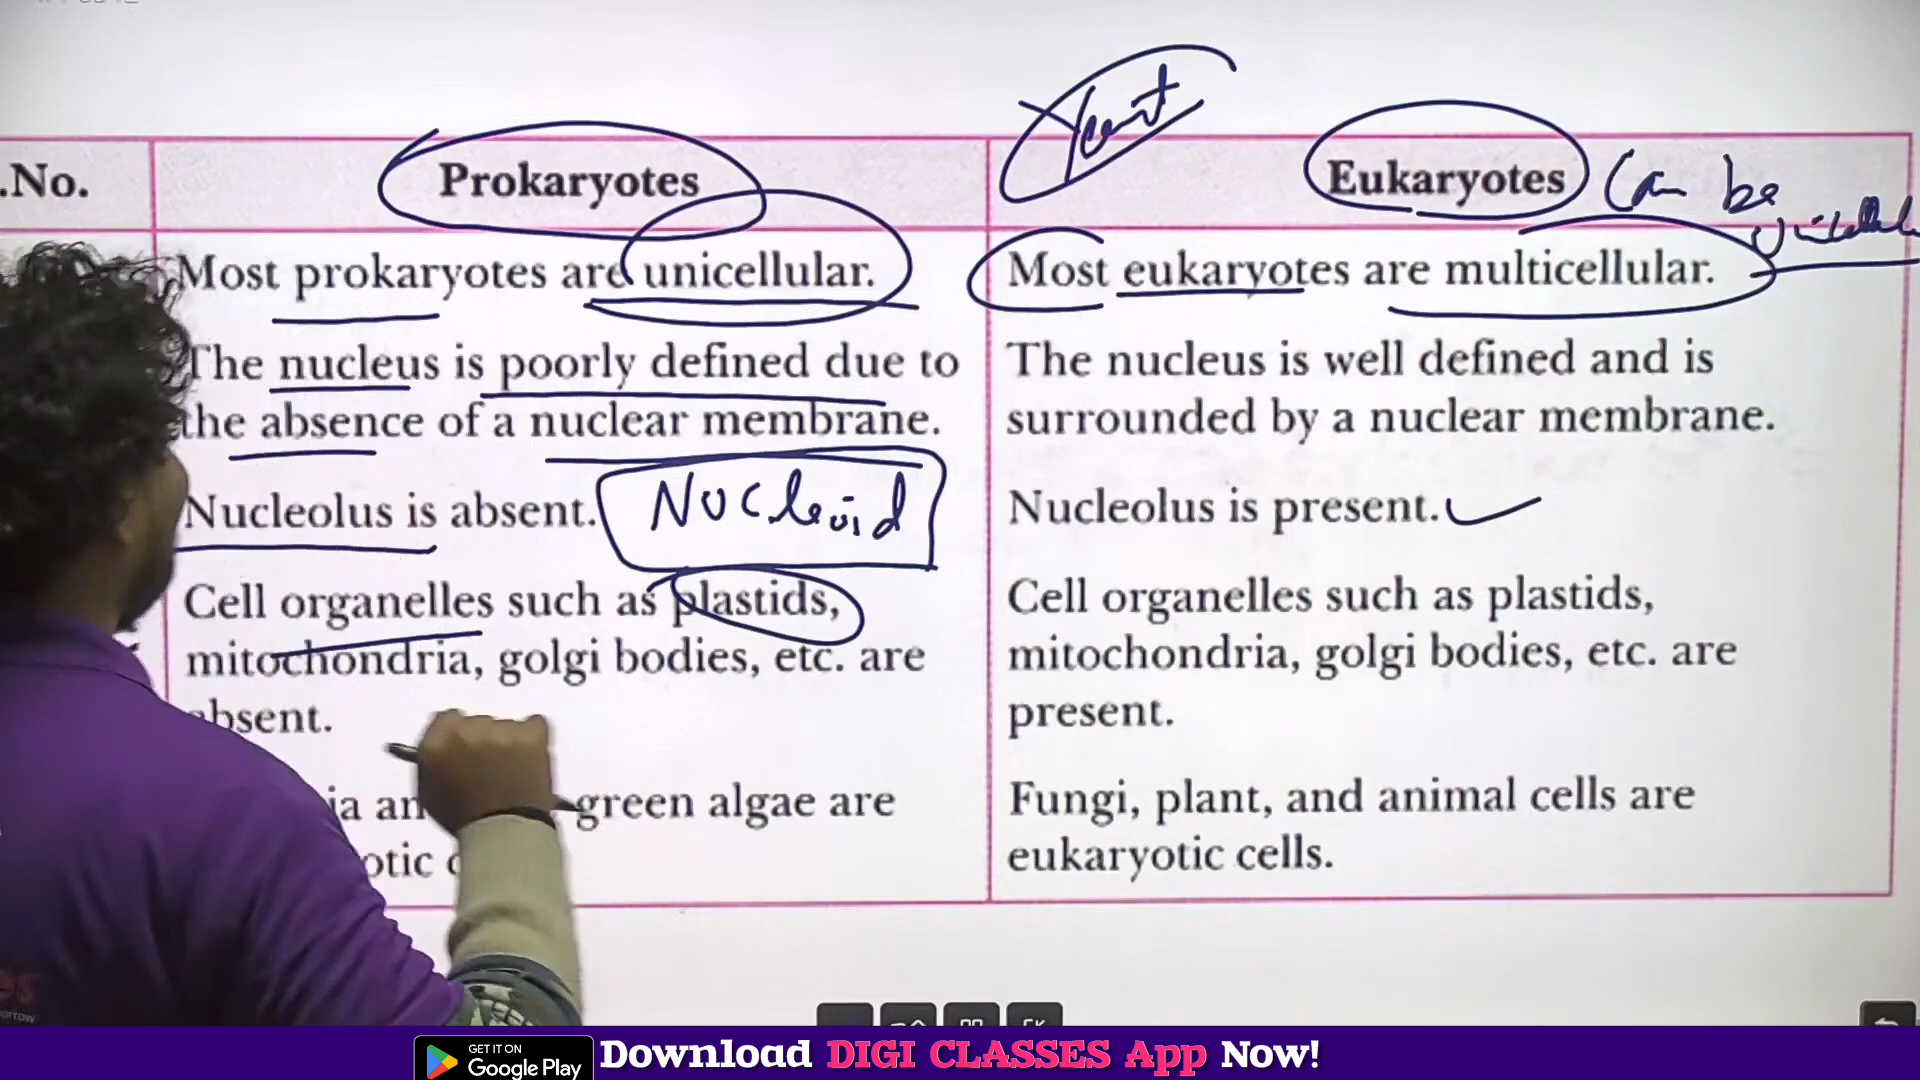 Yeast
.No.
Prokaryotes
Eukaryotes
Can be
Unicellular
Most prokaryotes are unicellular.
Most eukaryotes are multicellular.
The nucleus is poorly defined due to
the absence of a nuclear membrane.
The nucleus is well defined and is
surrounded by a nuclear membrane.
Nucleolus is absent.
Nucleoid
Nucleolus is present.
Cell organelles such as plastids,
mitochondria, golgi bodies, etc. are
absent.
Cell organelles such as plastids,
mitochondria, golgi bodies, etc. are
present.
green algae are
Fungi, plant, and animal cells are
eukaryotic cells.
GET IT ON
Google Play
Download DIGI CLASSES App Now!